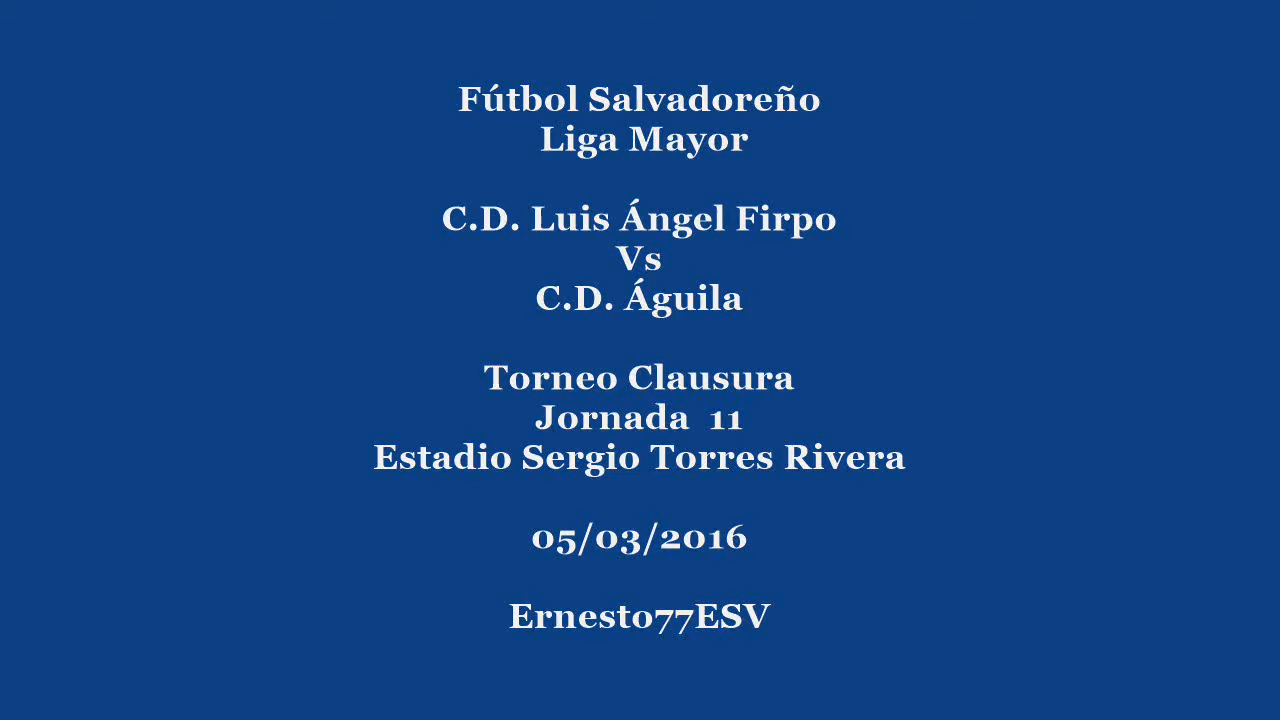 Fútbol Salvadoreño
Liga Mayor
C.D. Luis Ángel Firpo
Vs
C.D. Águila
Torneo Clausura
Jornada  11
Estadio Sergio Torres Rivera
05/03/2016
Ernesto77ESV